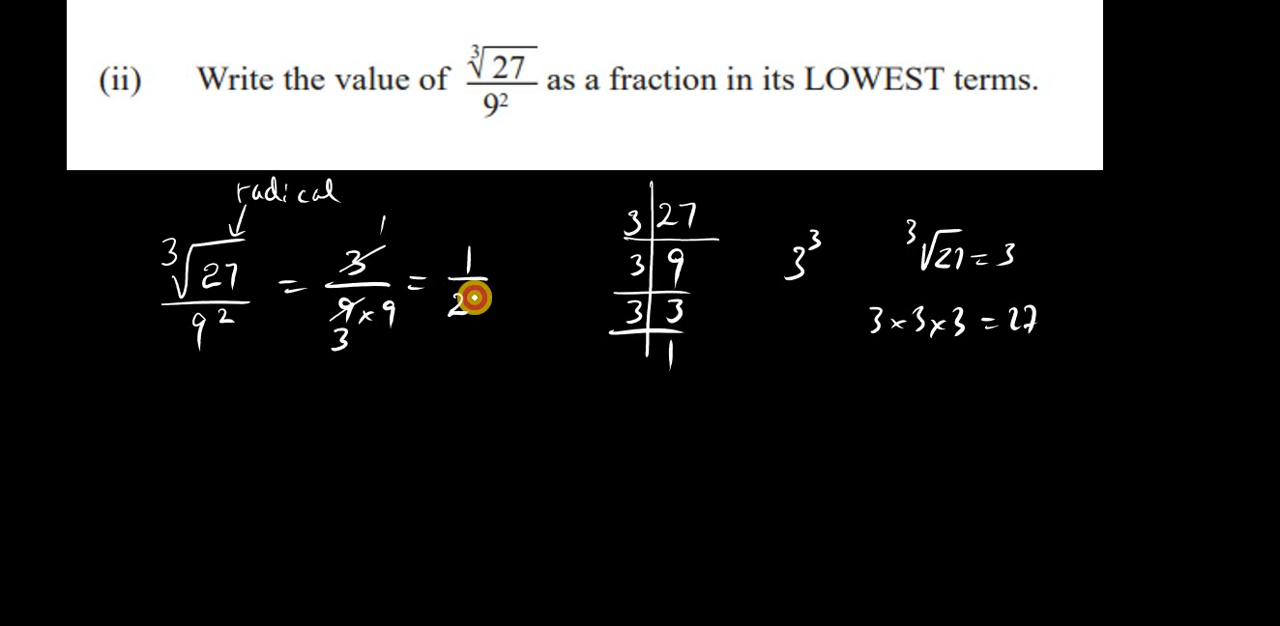 (ii) Write the value of ∛27 / 9² as a fraction in its LOWEST terms.
radical
∛27 / 9² = 3 / 9 × 9 = 1 / 2
1
3
3 | 27
3 | 9
3 | 3
1
3³
∛27 = 3
3 × 3 × 3 = 27